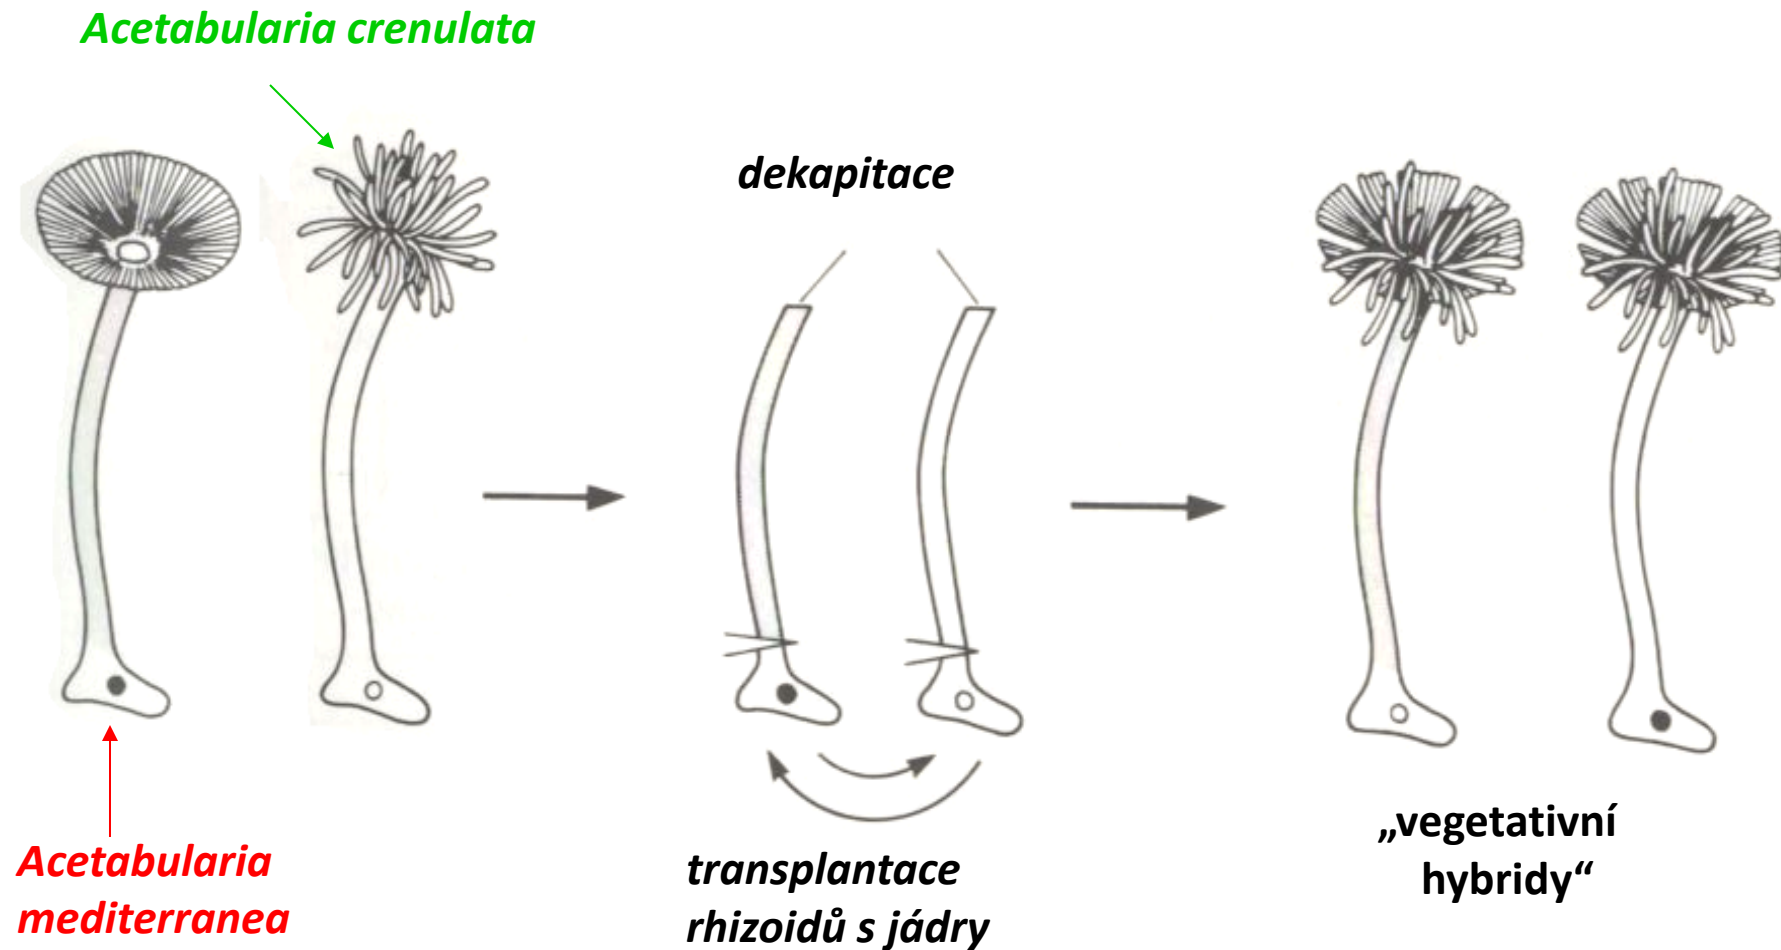 Acetabularia crenulata
dekapitace
Acetabularia
mediterranea
transplantace
rhizoidů s jádry
„vegetativní
hybridy“